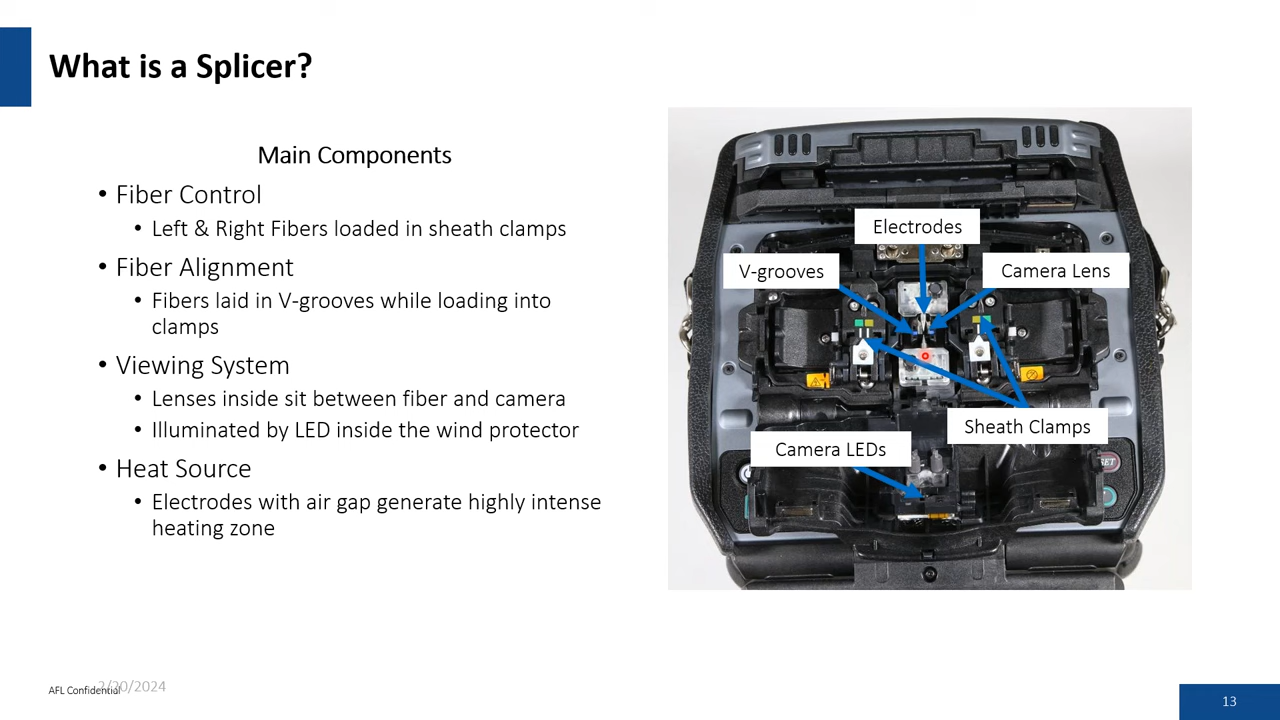 What is a Splicer?
Main Components
• Fiber Control
• Left & Right Fibers loaded in sheath clamps
• Fiber Alignment
• Fibers laid in V-grooves while loading into
clamps
• Viewing System
• Lenses inside sit between fiber and camera
• Illuminated by LED inside the wind protector
• Heat Source
• Electrodes with air gap generate highly intense
heating zone
Electrodes
V-grooves
Camera Lens
Sheath Clamps
Camera LEDs
AFL Confidential
2/20/2024
13